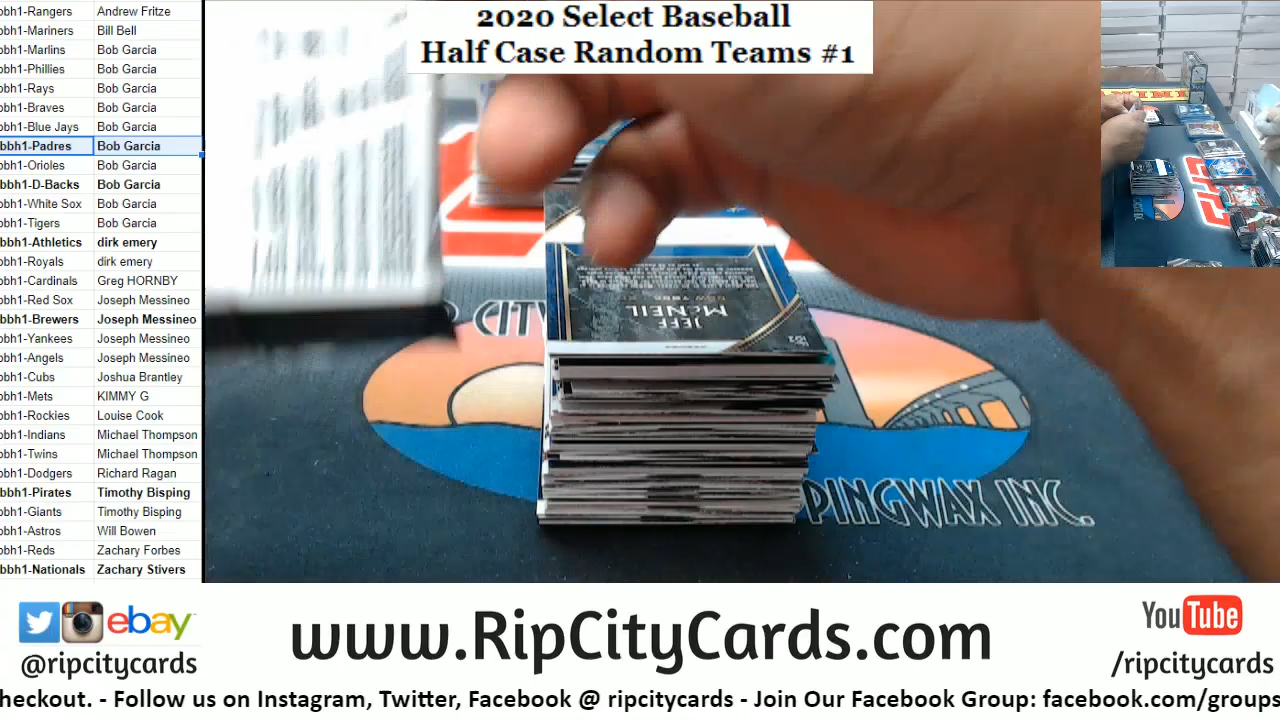 2020 Select Baseball
Half Case Random Teams #1
bbh1-Rangers Andrew Fritze
bbh1-Mariners Bill Bell
bbh1-Marlins Bob Garcia
bbh1-Phillies Bob Garcia
bbh1-Rays Bob Garcia
bbh1-Braves Bob Garcia
bbh1-Blue Jays Bob Garcia
bbh1-Padres Bob Garcia
bbh1-Orioles Bob Garcia
bbh1-D-Backs Bob Garcia
bbh1-White Sox Bob Garcia
bbh1-Tigers Bob Garcia
bbh1-Athletics dirk emery
bbh1-Royals dirk emery
bbh1-Cardinals Greg HORNBY
bbh1-Red Sox Joseph Messineo
bbh1-Brewers Joseph Messineo
bbh1-Yankees Joseph Messineo
bbh1-Angels Joseph Messineo
bbh1-Cubs Joshua Brantley
bbh1-Mets KIMMY G
bbh1-Rockies Louise Cook
bbh1-Indians Michael Thompson
bbh1-Twins Michael Thompson
bbh1-Dodgers Richard Ragan
bbh1-Pirates Timothy Bisping
bbh1-Giants Timothy Bisping
bbh1-Astros Will Bowen
bbh1-Reds Zachary Forbes
bbh1-Nationals Zachary Stivers
JEFF
McNEIL
CITY
PPINGWAX INC.
ebay
@ripcitycards
www.RipCityCards.com
YouTube
/ripcitycards
heckout. - Follow us on Instagram, Twitter, Facebook @ ripcitycards - Join Our Facebook Group: facebook.com/groups